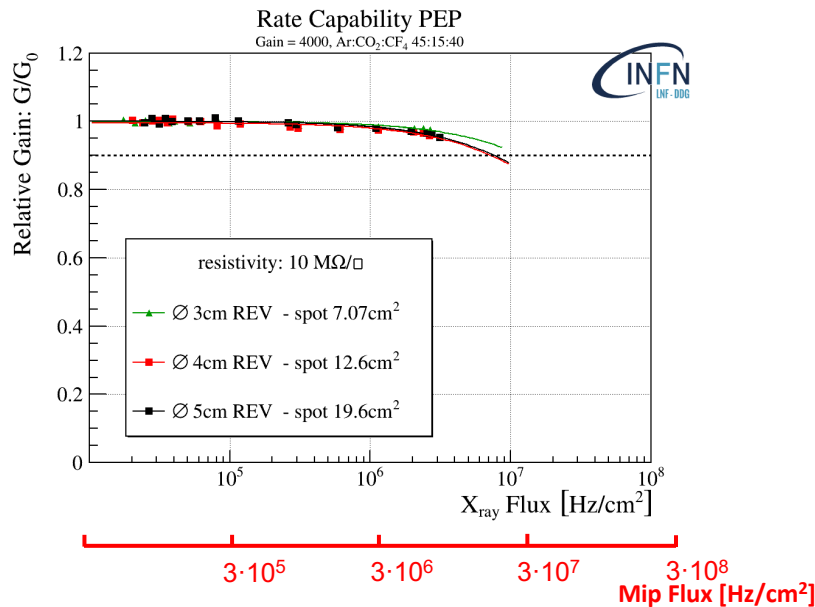 Rate Capability PEP
Gain = 4000, Ar:CO₂:CF₄ 45:15:40
INFN
LNF - DDG
Relative Gain: G/G₀
1.2
1
0.8
0.6
0.4
0.2
0
resistivity: 10 MΩ/□
∅ 3cm REV - spot 7.07cm²
∅ 4cm REV - spot 12.6cm²
∅ 5cm REV - spot 19.6cm²
10⁵ 10⁶ 10⁷ 10⁸
X_ray Flux [Hz/cm²]
3·10⁵ 3·10⁶ 3·10⁷ 3·10⁸
Mip Flux [Hz/cm²]